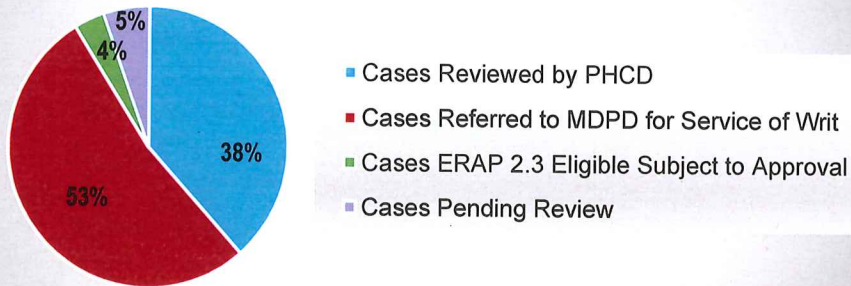 5%
4%
38%
53%
Cases Reviewed by PHCD
Cases Referred to MDPD for Service of Writ
Cases ERAP 2.3 Eligible Subject to Approval
Cases Pending Review